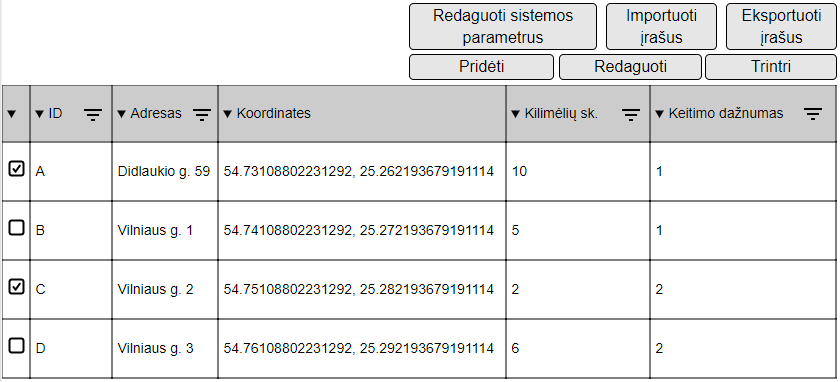 Redaguoti sistemos parametrus
Importuoti įrašus
Eksportuoti įrašus
Pridėti Redaguoti Trintri
ID Adresas Koordinates Kilimėlių sk. Keitimo dažnumas
A Didlaukio g. 59 54.73108802231292, 25.262193679191114 10 1
B Vilniaus g. 1 54.74108802231292, 25.272193679191114 5 1
C Vilniaus g. 2 54.75108802231292, 25.282193679191114 2 2
D Vilniaus g. 3 54.76108802231292, 25.292193679191114 6 2